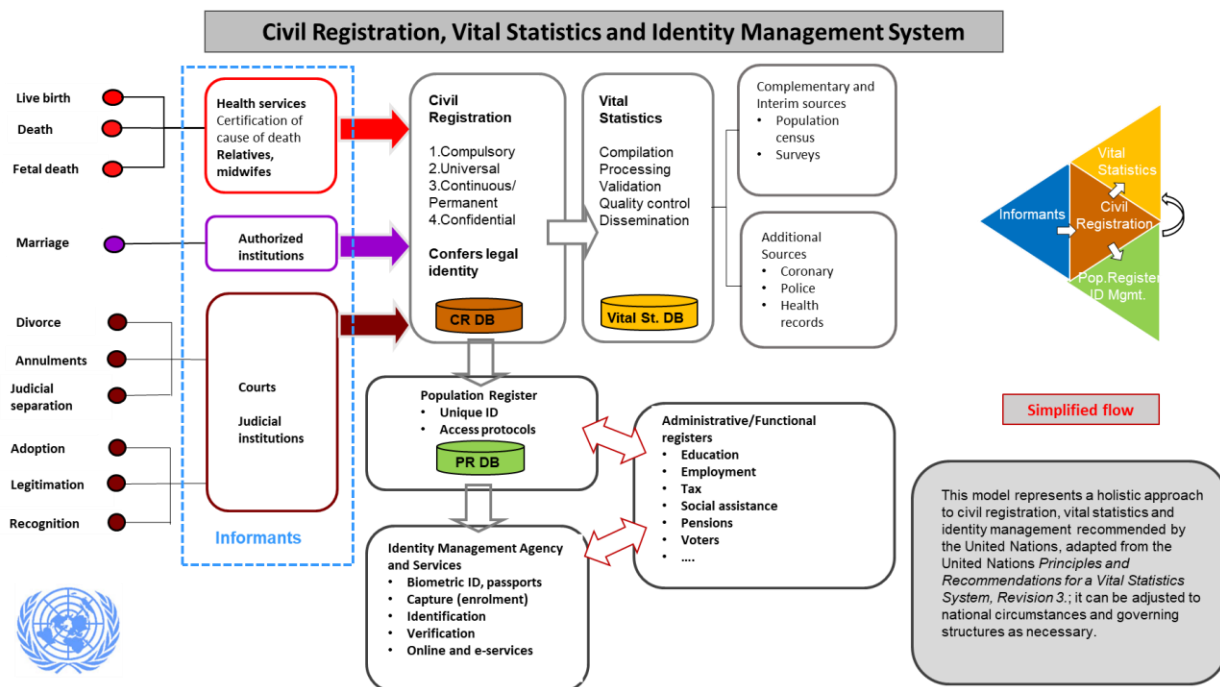 Civil Registration, Vital Statistics and Identity Management System
Live birth
Death
Fetal death
Marriage
Divorce
Annulments
Judicial
separation
Adoption
Legitimation
Recognition
Health services
Certification of
cause of death
Relatives,
midwifes
Authorized
institutions
Courts
Judicial
institutions
Informants
Civil
Registration
1.Compulsory
2.Universal
3.Continuous/
Permanent
4.Confidential
Confers legal
identity
CR DB
Vital
Statistics
Compilation
Processing
Validation
Quality control
Dissemination
Vital St. DB
Complementary and
Interim sources
• Population
census
• Surveys
Additional
Sources
• Coronary
• Police
• Health
records
Population Register
• Unique ID
• Access protocols
PR DB
Administrative/Functional
registers
• Education
• Employment
• Tax
• Social assistance
• Pensions
• Voters
• ....
Identity Management Agency
and Services
• Biometric ID, passports
• Capture (enrolment)
• Identification
• Verification
• Online and e-services
Vital
Statistics
Informants
Civil
Registration
Pop.Register
ID Mgmt.
Simplified flow
This model represents a holistic approach
to civil registration, vital statistics and
identity management recommended by
the United Nations, adapted from the
United Nations Principles and
Recommendations for a Vital Statistics
System, Revision 3.; it can be adjusted to
national circumstances and governing
structures as necessary.